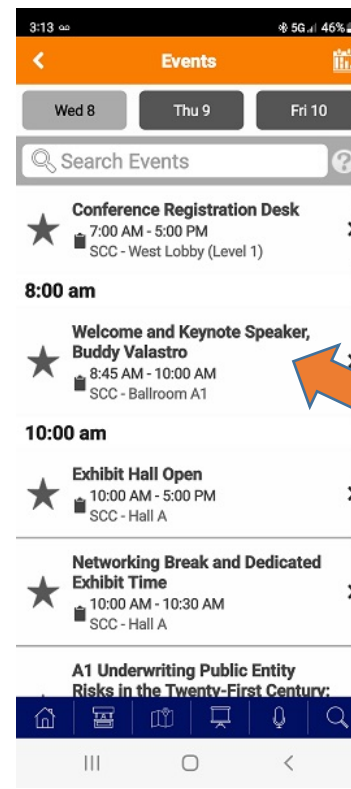 3:13
5G 46%
Events
Wed 8
Thu 9
Fri 10
Search Events
?
Conference Registration Desk
7:00 AM - 5:00 PM
SCC - West Lobby (Level 1)
8:00 am
Welcome and Keynote Speaker,
Buddy Valastro
8:45 AM - 10:00 AM
SCC - Ballroom A1
10:00 am
Exhibit Hall Open
10:00 AM - 5:00 PM
SCC - Hall A
Networking Break and Dedicated
Exhibit Time
10:00 AM - 10:30 AM
SCC - Hall A
A1 Underwriting Public Entity
Risks in the Twenty-First Century: